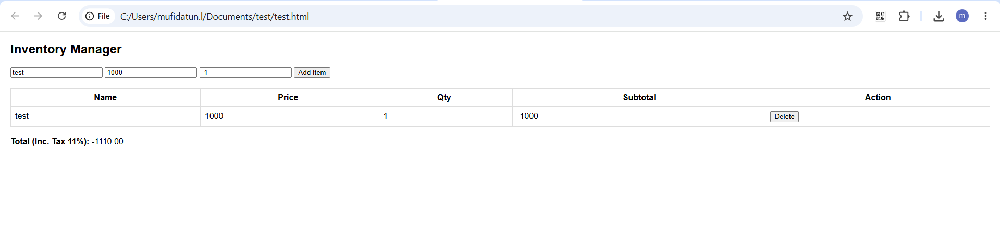 File C:/Users/mufidatun.l/Documents/test/test.html m
Inventory Manager
test 1000 -1 Add Item
Name Price Qty Subtotal Action
test 1000 -1 -1000 Delete
Total (Inc. Tax 11%): -1110.00